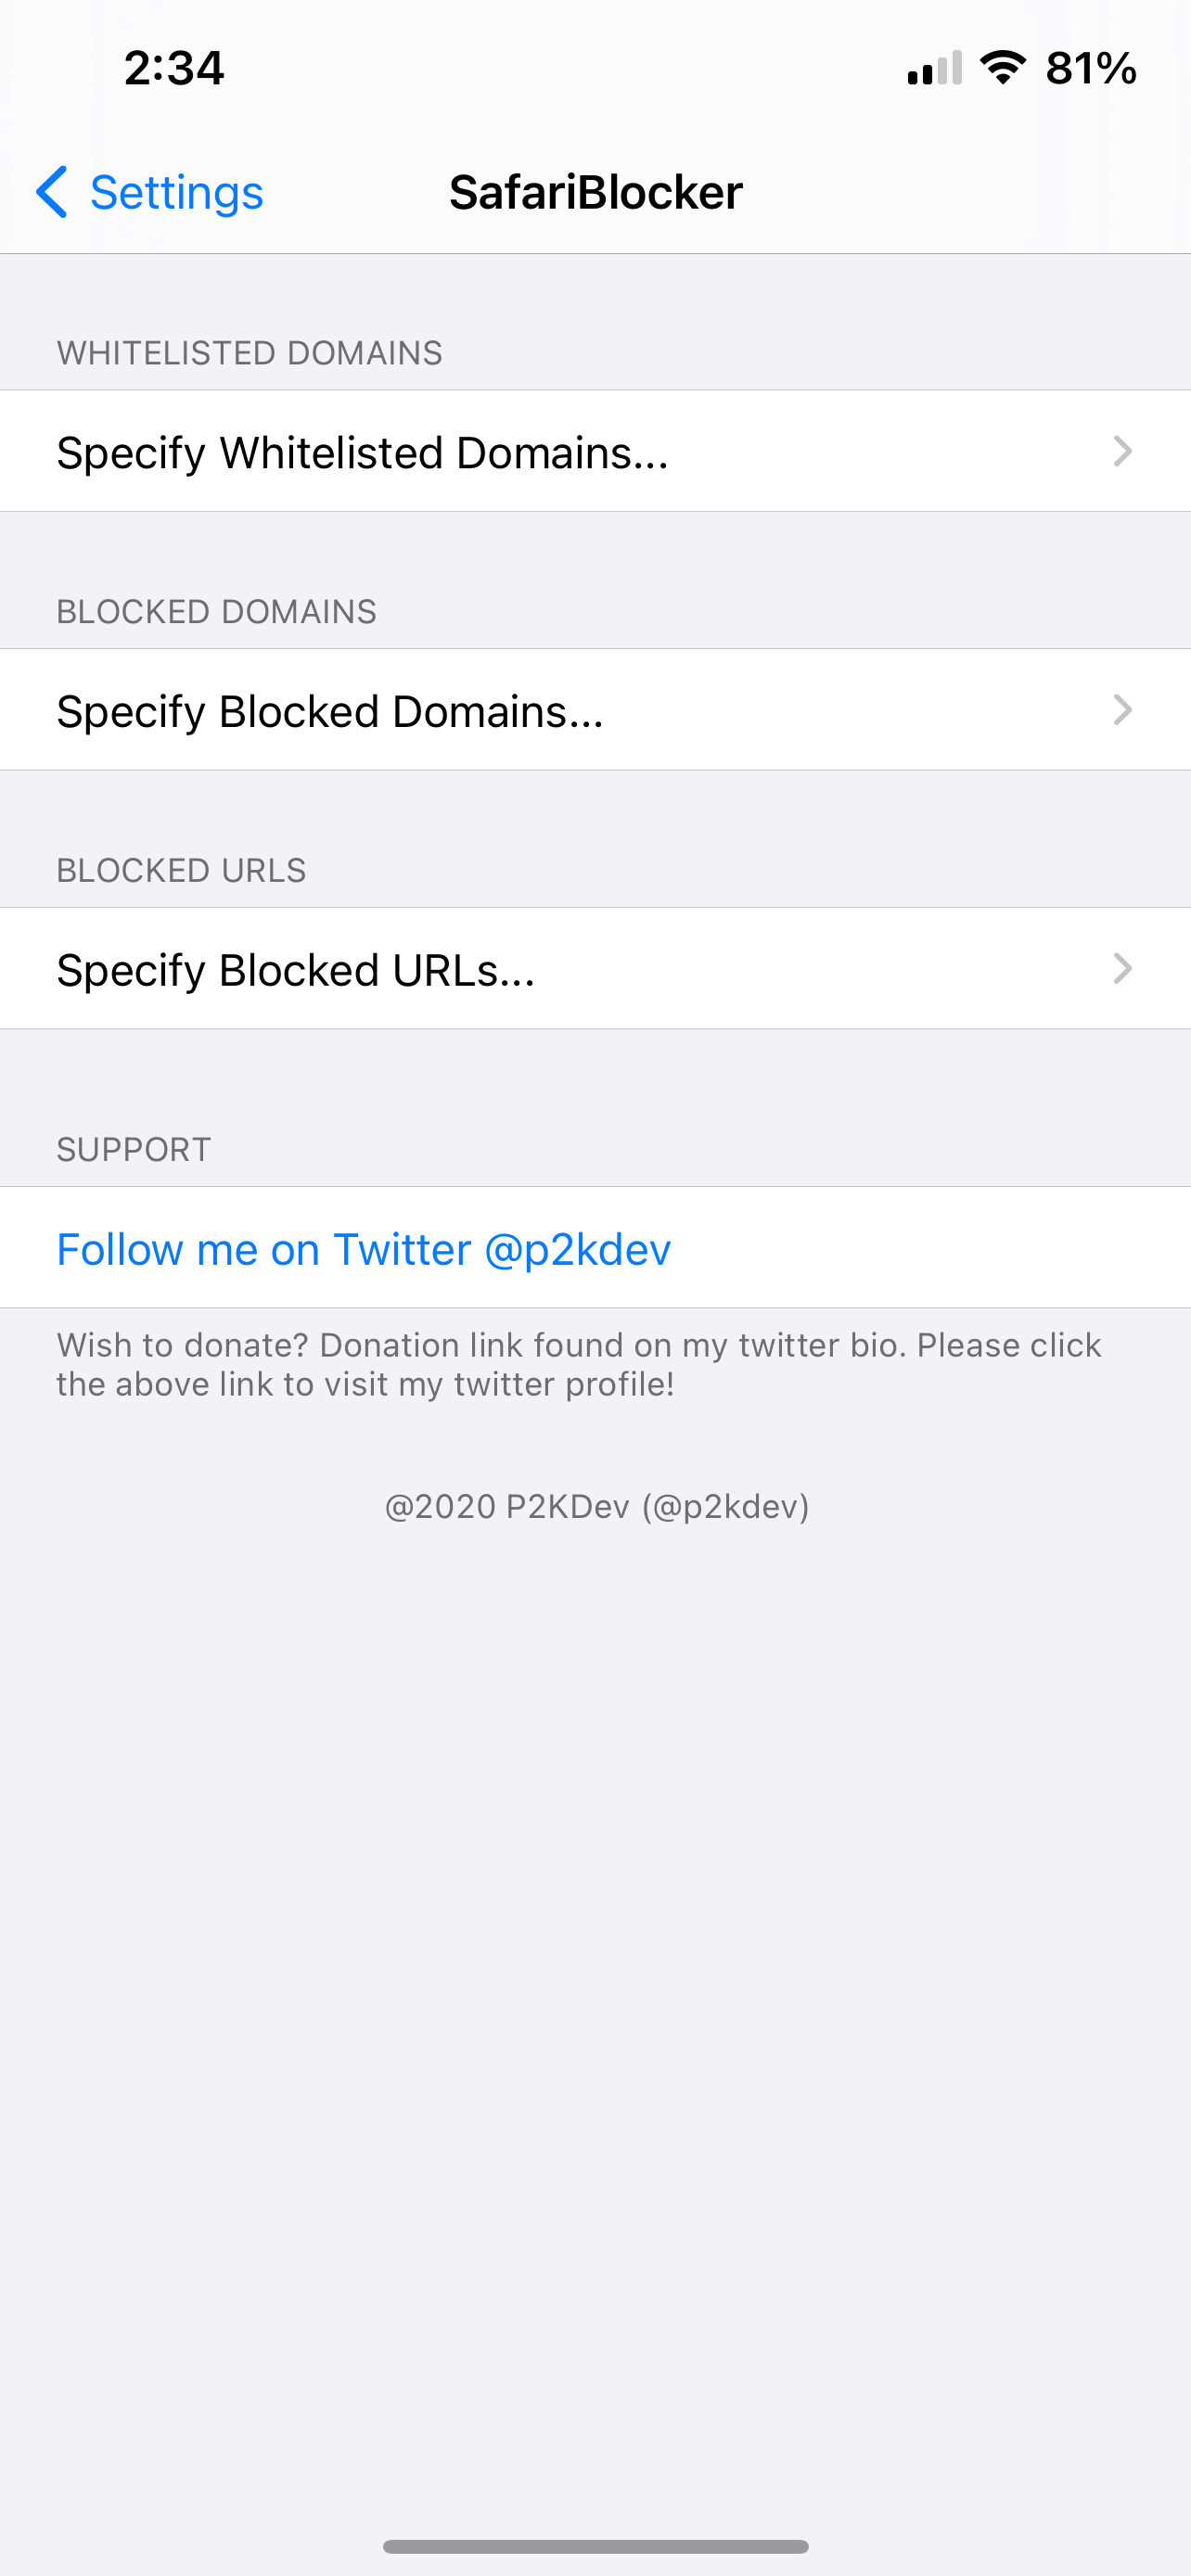 2:34
81%
Settings
SafariBlocker
WHITELISTED DOMAINS
Specify Whitelisted Domains...
BLOCKED DOMAINS
Specify Blocked Domains...
BLOCKED URLS
Specify Blocked URLs...
SUPPORT
Follow me on Twitter @p2kdev
Wish to donate? Donation link found on my twitter bio. Please click
the above link to visit my twitter profile!
@2020 P2KDev (@p2kdev)